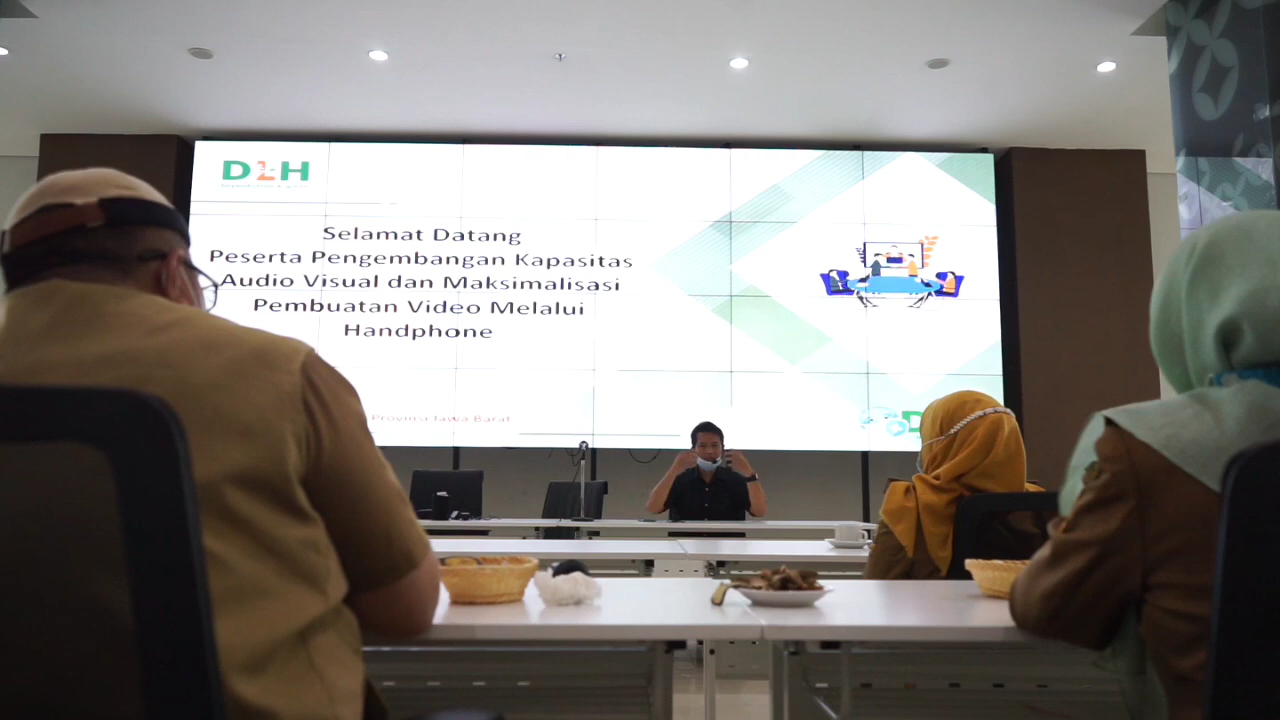 DLH
Selamat Datang
Peserta Pengembangan Kapasitas
Audio Visual dan Maksimalisasi
Pembuatan Video Melalui
Handphone
Provinsi Jawa Barat